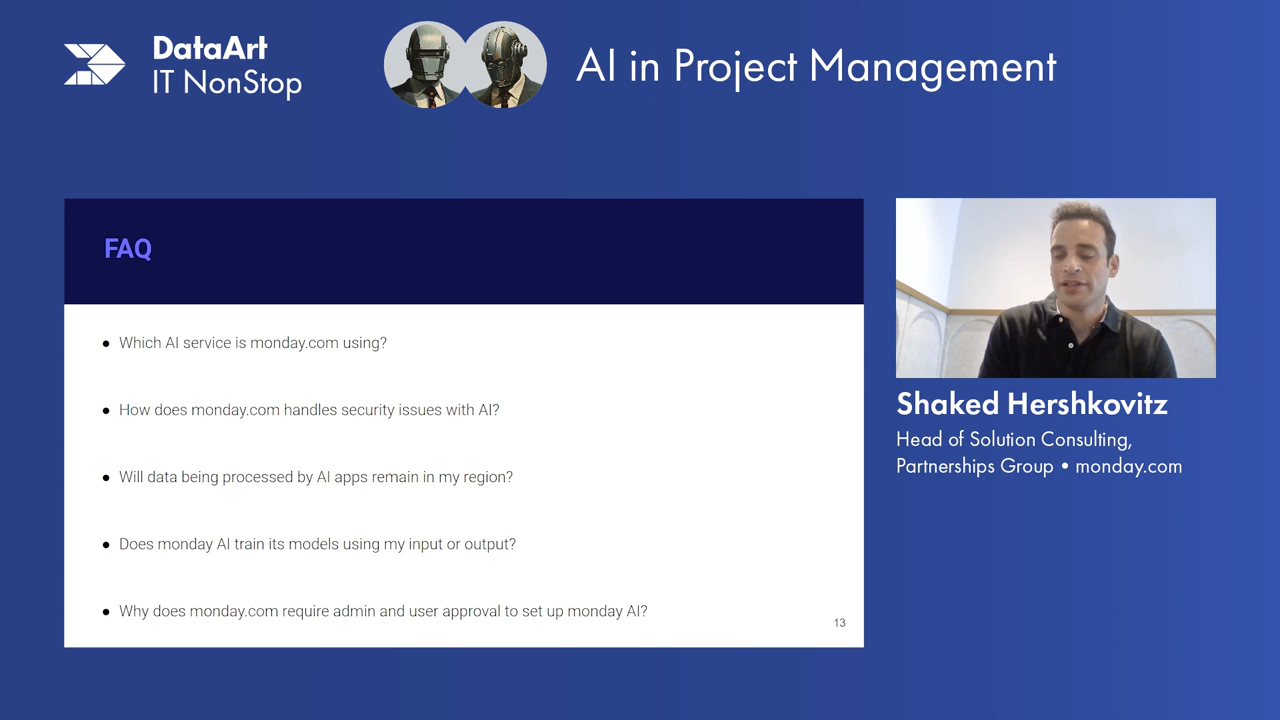 DataArt
IT NonStop
AI in Project Management
FAQ
● Which AI service is monday.com using?
● How does monday.com handles security issues with AI?
● Will data being processed by AI apps remain in my region?
● Does monday AI train its models using my input or output?
● Why does monday.com require admin and user approval to set up monday AI?
13
Shaked Hershkovitz
Head of Solution Consulting,
Partnerships Group • monday.com